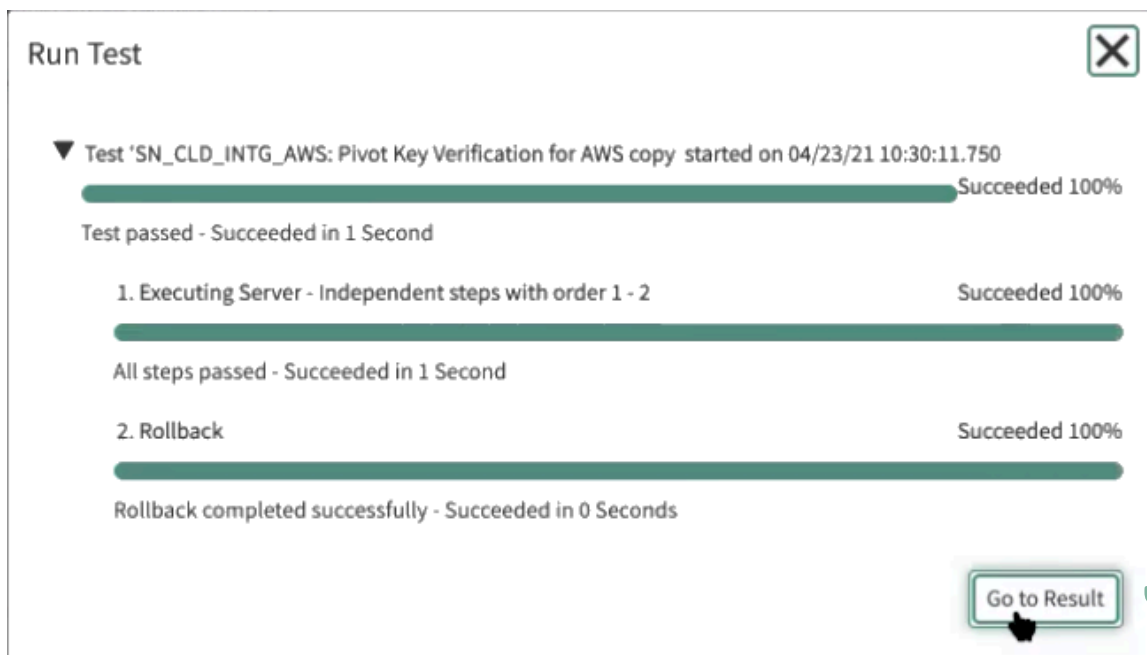 Run Test
Test 'SN_CLD_INTG_AWS: Pivot Key Verification for AWS copy started on 04/23/21 10:30:11.750
Succeeded 100%
Test passed - Succeeded in 1 Second
1. Executing Server - Independent steps with order 1 - 2 Succeeded 100%
All steps passed - Succeeded in 1 Second
2. Rollback Succeeded 100%
Rollback completed successfully - Succeeded in 0 Seconds
Go to Result